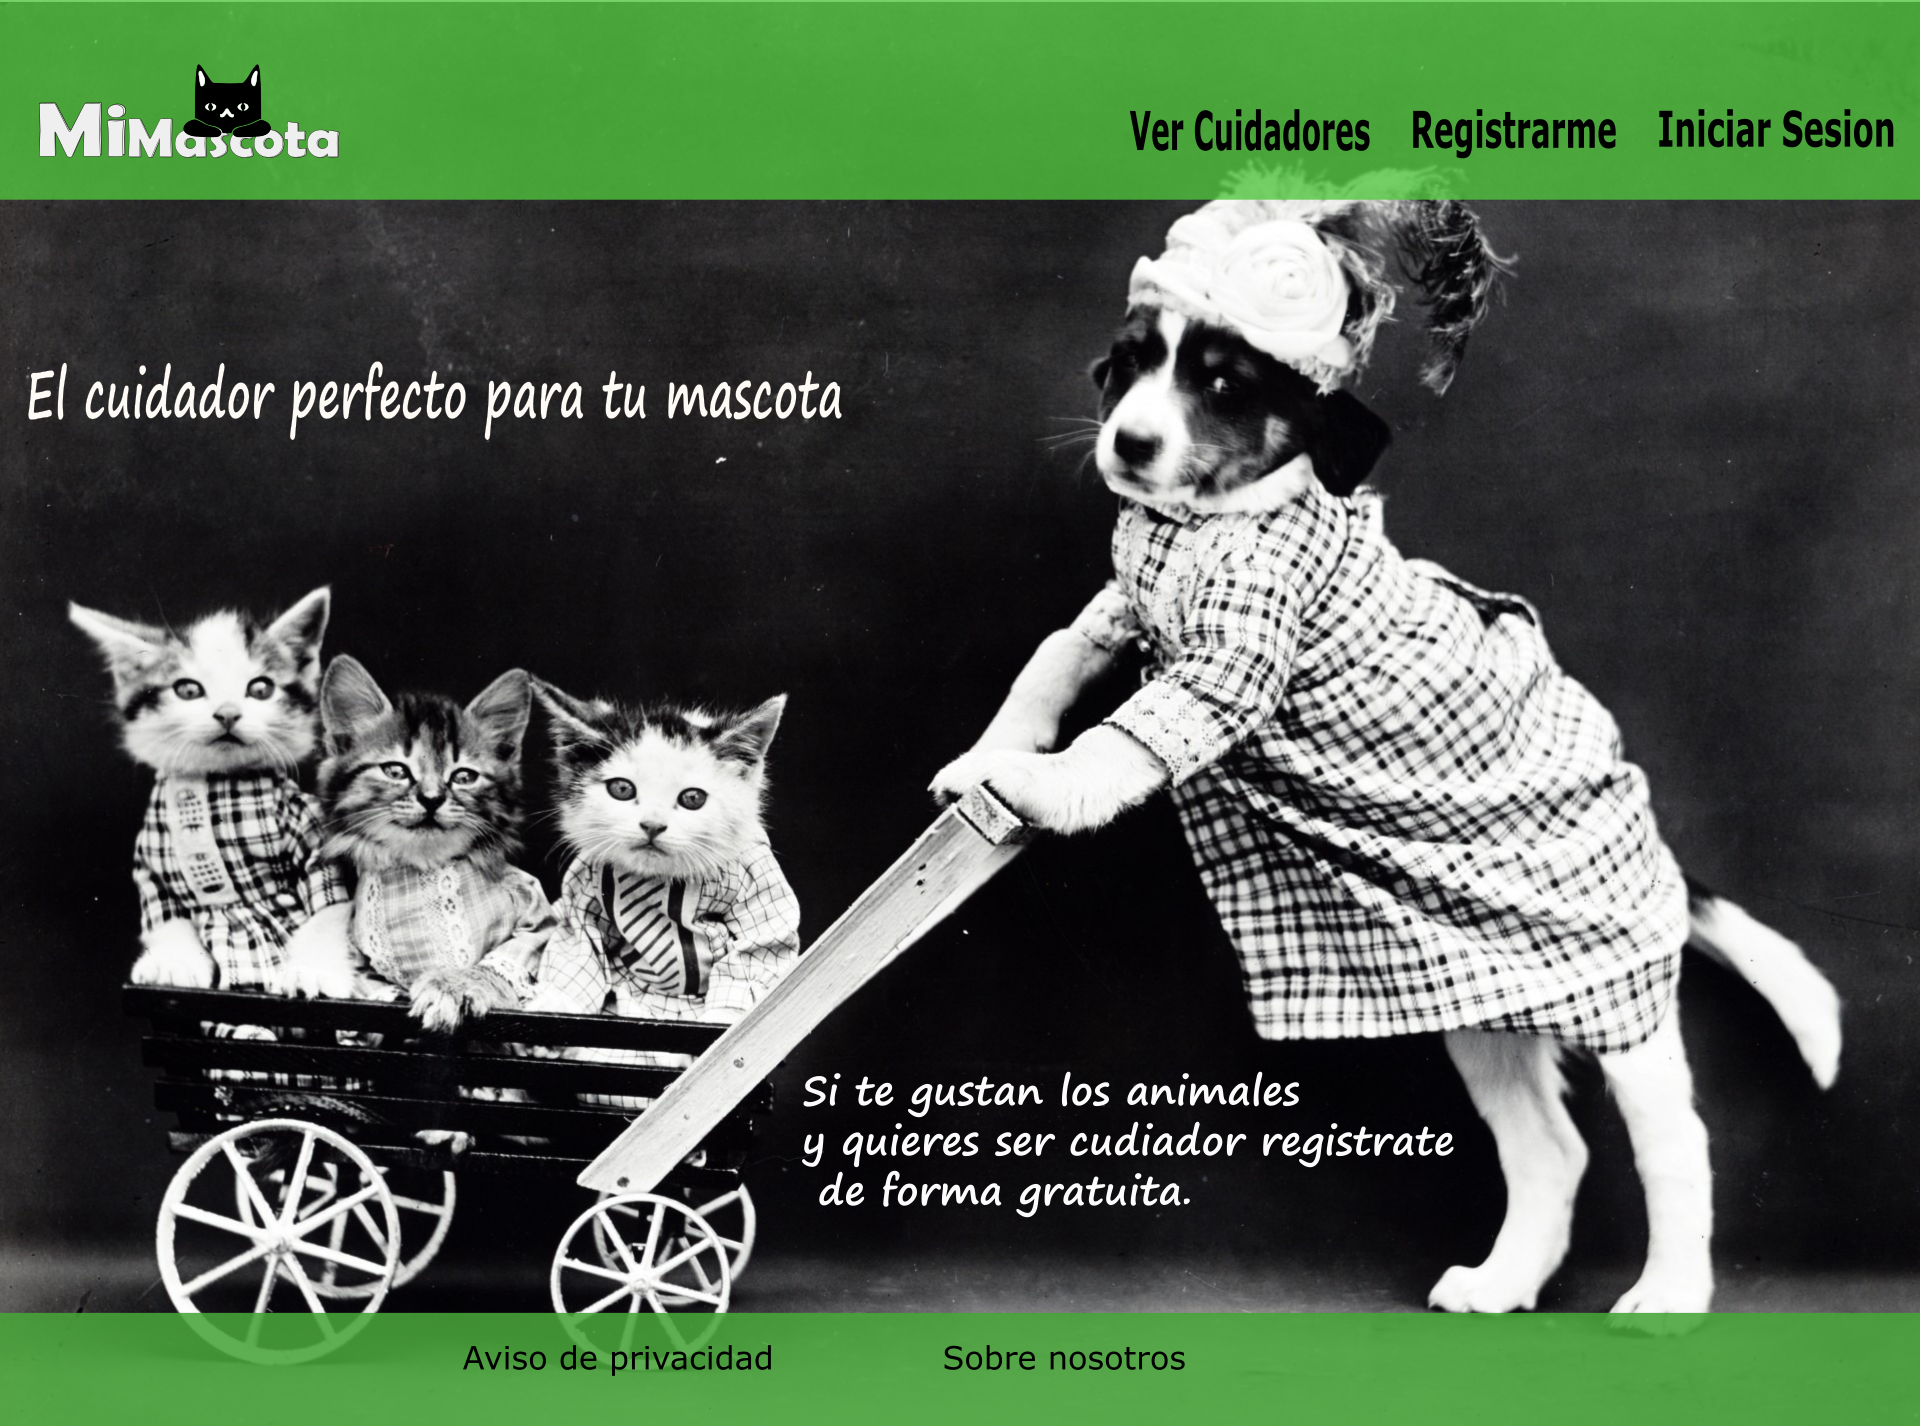 MiMascota
Ver Cuidadores
Registrarme
Iniciar Sesion
El cuidador perfecto para tu mascota
Si te gustan los animales
y quieres ser cudiador registrate
de forma gratuita.
Aviso de privacidad
Sobre nosotros